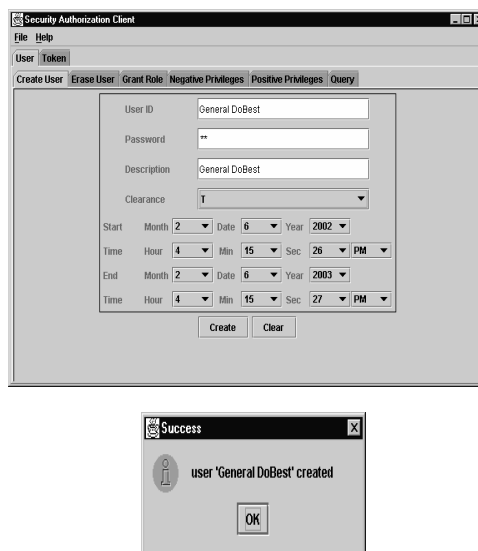 Security Authorization Client
File Help
User Token
Create User Erase User Grant Role Negative Privileges Positive Privileges Query
User ID General DoBest
Password **
Description General DoBest
Clearance T
Start Month 2 Date 6 Year 2002
Time Hour 4 Min 15 Sec 26 PM
End Month 2 Date 6 Year 2003
Time Hour 4 Min 15 Sec 27 PM
Create Clear
Success
user 'General DoBest' created
OK